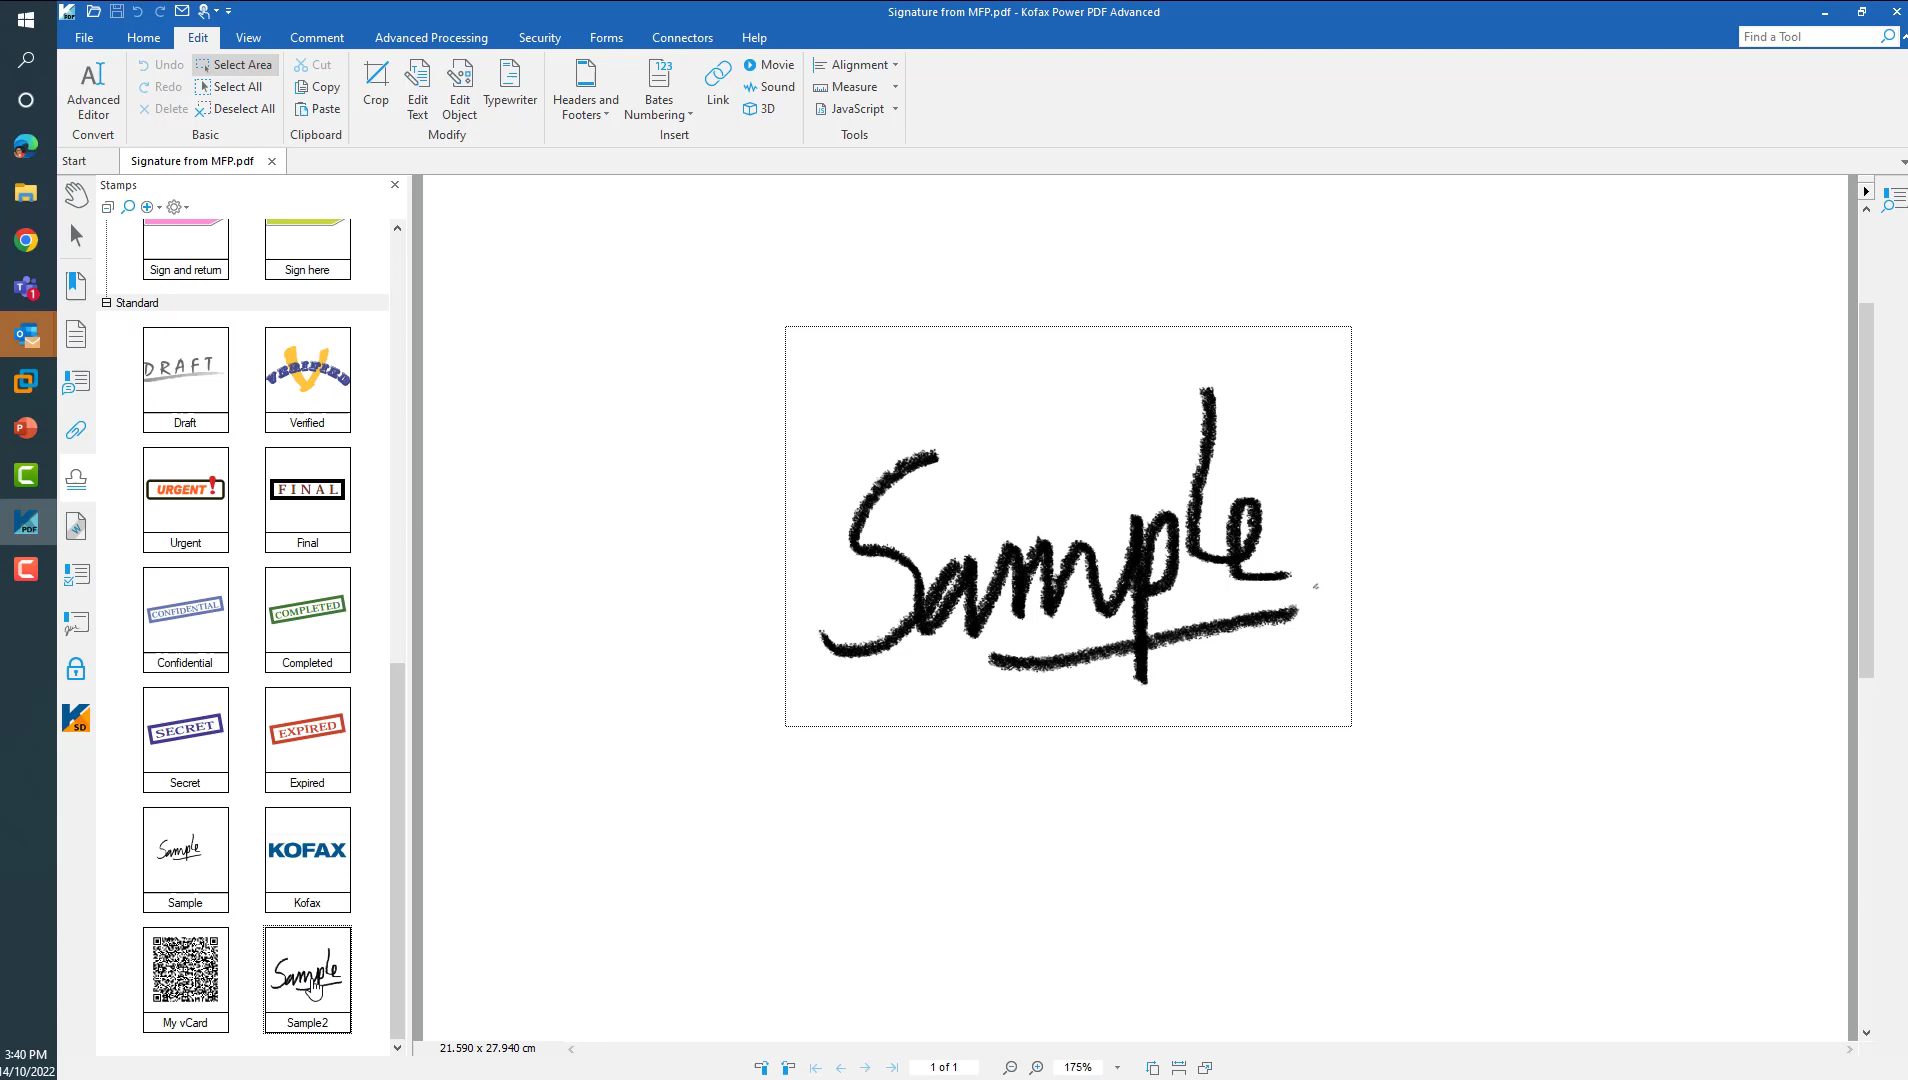 Signature from MFP.pdf - Kofax Power PDF Advanced
File Home Edit View Comment Advanced Processing Security Forms Connectors Help
Find a Tool
Advanced Editor
Convert
Undo
Redo
Delete
Select Area
Select All
Deselect All
Basic
Cut
Copy
Paste
Clipboard
Crop
Edit Text
Edit Object
Typewriter
Modify
Headers and Footers
123
Bates Numbering
Link
Movie
Sound
3D
Insert
Alignment
Measure
JavaScript
Tools
Start
Signature from MFP.pdf
Stamps
Sign and return
Sign here
Standard
DRAFT
Draft
VERIFIED
Verified
URGENT!
Urgent
FINAL
Final
CONFIDENTIAL
Confidential
COMPLETED
Completed
SECRET
Secret
EXPIRED
Expired
Sample
Sample
KOFAX
Kofax
My vCard
Sample
Sample2
Sample
21.590 x 27.940 cm
1 of 1
175%
3:40 PM
14/10/2022